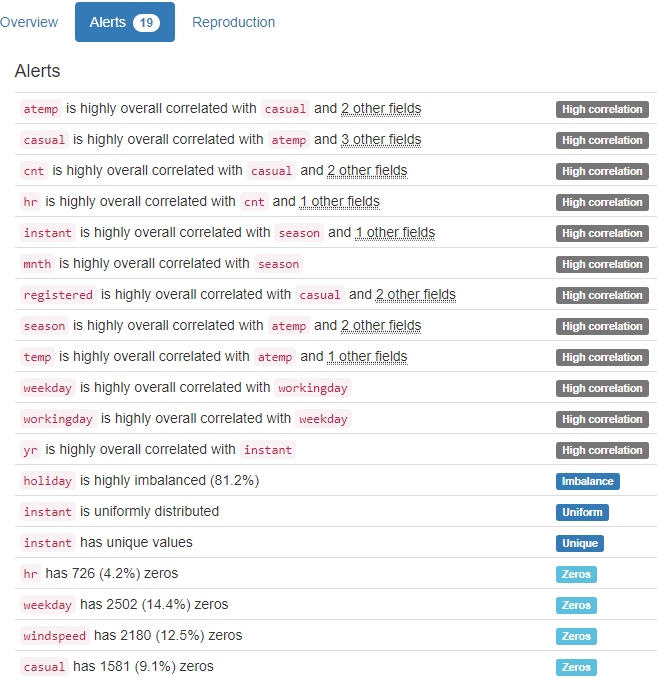 Overview Alerts 19 Reproduction
Alerts
atemp is highly overall correlated with casual and 2 other fields High correlation
casual is highly overall correlated with atemp and 3 other fields High correlation
cnt is highly overall correlated with casual and 2 other fields High correlation
hr is highly overall correlated with cnt and 1 other fields High correlation
instant is highly overall correlated with season and 1 other fields High correlation
mnth is highly overall correlated with season High correlation
registered is highly overall correlated with casual and 2 other fields High correlation
season is highly overall correlated with atemp and 2 other fields High correlation
temp is highly overall correlated with atemp and 1 other fields High correlation
weekday is highly overall correlated with workingday High correlation
workingday is highly overall correlated with weekday High correlation
yr is highly overall correlated with instant High correlation
holiday is highly imbalanced (81.2%) Imbalance
instant is uniformly distributed Uniform
instant has unique values Unique
hr has 726 (4.2%) zeros Zeros
weekday has 2502 (14.4%) zeros Zeros
windspeed has 2180 (12.5%) zeros Zeros
casual has 1581 (9.1%) zeros Zeros